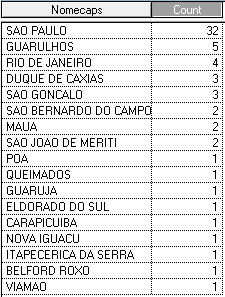 Nomecaps Count
SAO PAULO 32
GUARULHOS 5
RIO DE JANEIRO 4
DUQUE DE CAXIAS 3
SAO GONCALO 3
SAO BERNARDO DO CAMPO 2
MAUA 2
SAO JOAO DE MERITI 2
POA 1
QUEIMADOS 1
GUARUJA 1
ELDORADO DO SUL 1
CARAPICUIBA 1
NOVA IGUACU 1
ITAPECERICA DA SERRA 1
BELFORD ROXO 1
VIAMAO 1